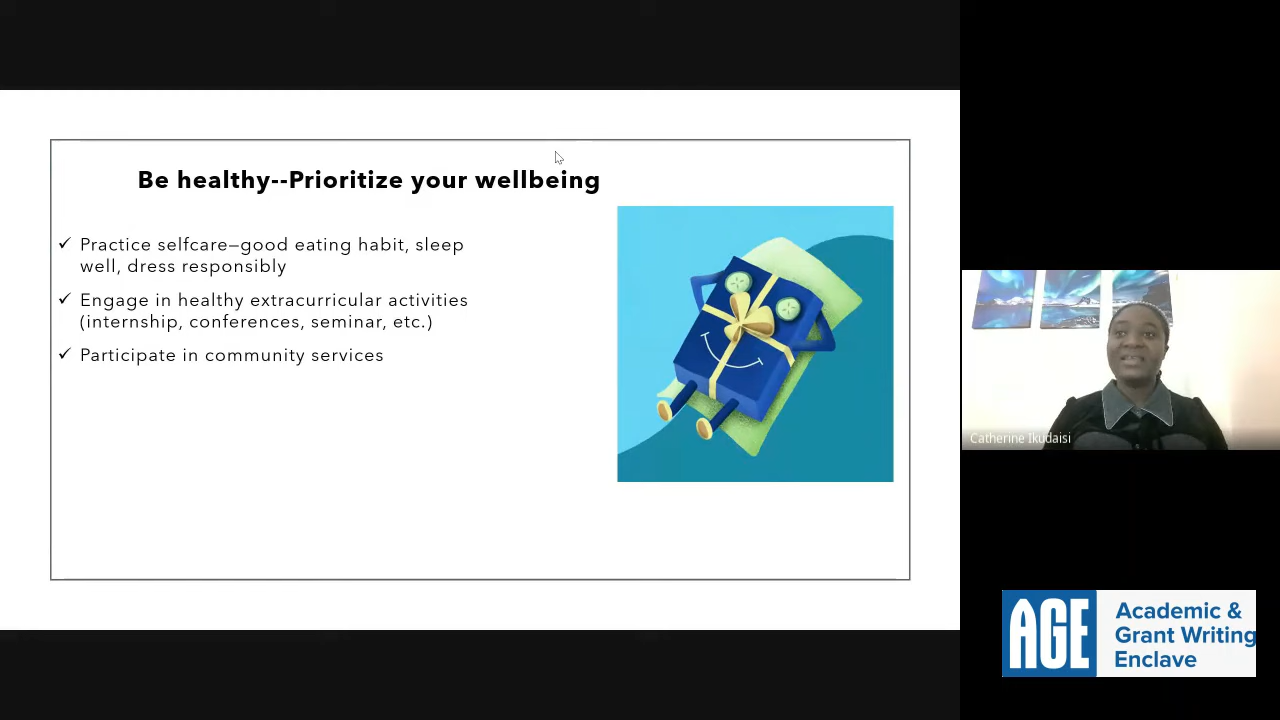 Be healthy--Prioritize your wellbeing
✓ Practice selfcare–good eating habit, sleep
well, dress responsibly
✓ Engage in healthy extracurricular activities
(internship, conferences, seminar, etc.)
✓ Participate in community services
Catherine Ikudaisi
AGE
Academic &
Grant Writing
Enclave